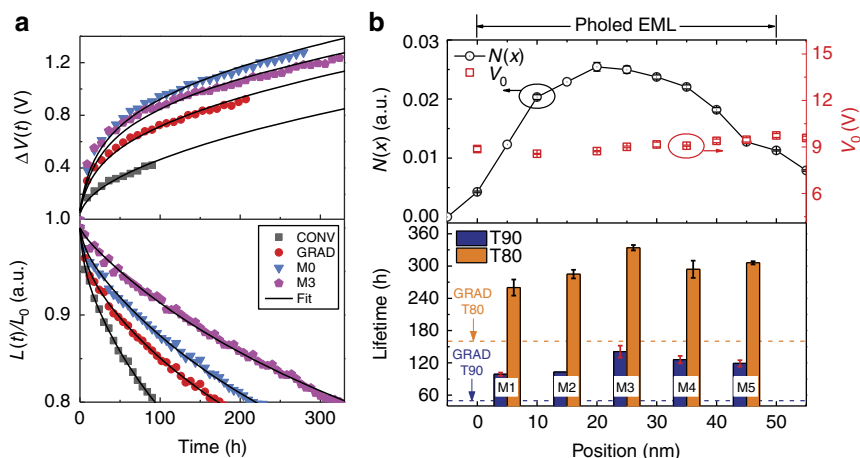 a
ΔV(t) (V)
1.2
0.8
0.4
1.0
L(t)/L₀ (a.u.)
0.9
0.8
CONV
GRAD
M0
M3
Fit
0 100 200 300
Time (h)
b
Pholed EML
N(x)
V₀
N(x) (a.u.)
0.03
0.02
0.01
0.00
15
12
9
6
V₀ (V)
T90
T80
Lifetime (h)
360
300
240
180
120
60
GRAD
T80
GRAD
T90
M1 M2 M3 M4 M5
0 10 20 30 40 50
Position (nm)